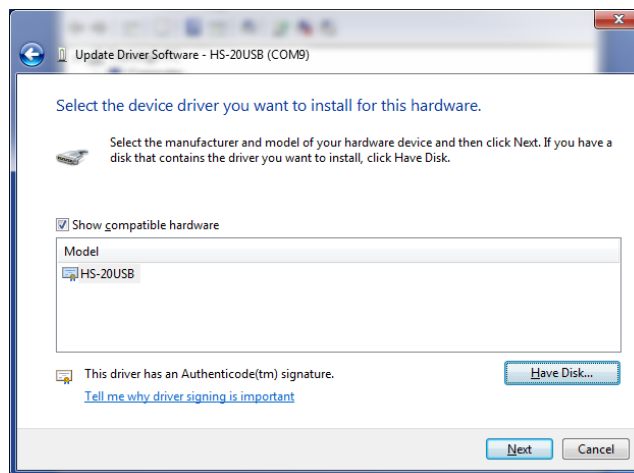 Update Driver Software - HS-20USB (COM9)
Select the device driver you want to install for this hardware.
Select the manufacturer and model of your hardware device and then click Next. If you have a
disk that contains the driver you want to install, click Have Disk.
Show compatible hardware
Model
HS-20USB
This driver has an Authenticode(tm) signature.
Have Disk...
Tell me why driver signing is important
Next
Cancel